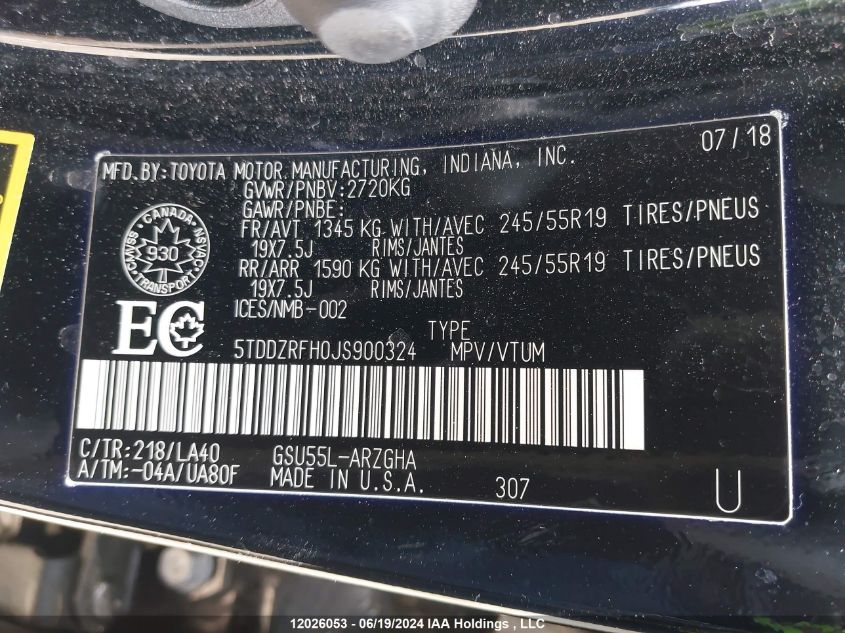 07/18
MFD.BY:TOYOTA MOTOR MANUFACTURING, INDIANA, INC.
GVWR/PNBV:2720KG
GAWR/PNBE:
FR/AVT 1345 KG WITH/AVEC 245/55R19 TIRES/PNEUS
19X7.5J RIMS/JANTES
RR/ARR 1590 KG WITH/AVEC 245/55R19 TIRES/PNEUS
19X7.5J RIMS/JANTES
ICES/NMB-002
CANADA
CMVSS 930 NSVAC
TRANSPORT
EC
TYPE
5TDDZRFH0JS900324 MPV/VTUM
C/TR:218/LA40 GSU55L-ARZGHA
A/TM:-04A/UA80F MADE IN U.S.A. 307 U
12026053 - 06/19/2024 IAA Holdings, LLC